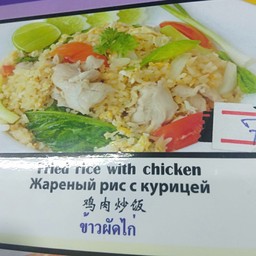 Fried rice with chicken
Жареный рис с курицей
鸡肉炒饭
ข้าวผัดไก่